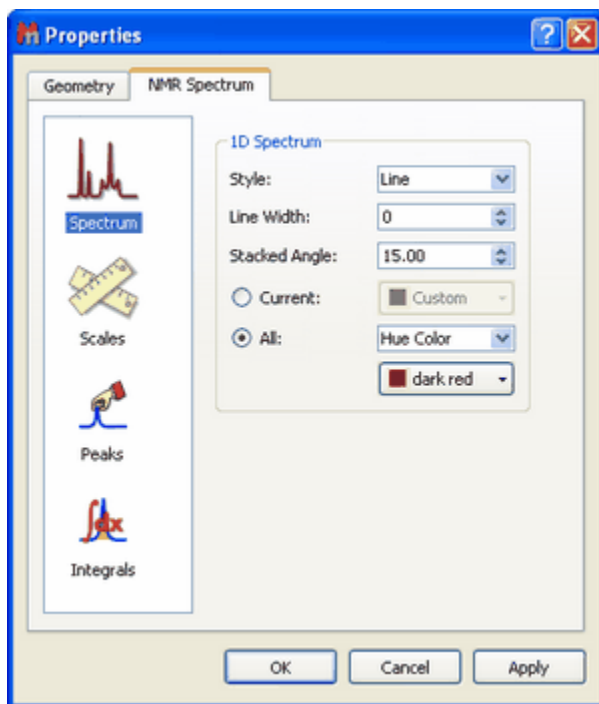 Properties
Geometry NMR Spectrum
Spectrum
Scales
Peaks
∫dx
Integrals
1D Spectrum
Style: Line
Line Width: 0
Stacked Angle: 15.00
Current: Custom
All: Hue Color
dark red
OK Cancel Apply